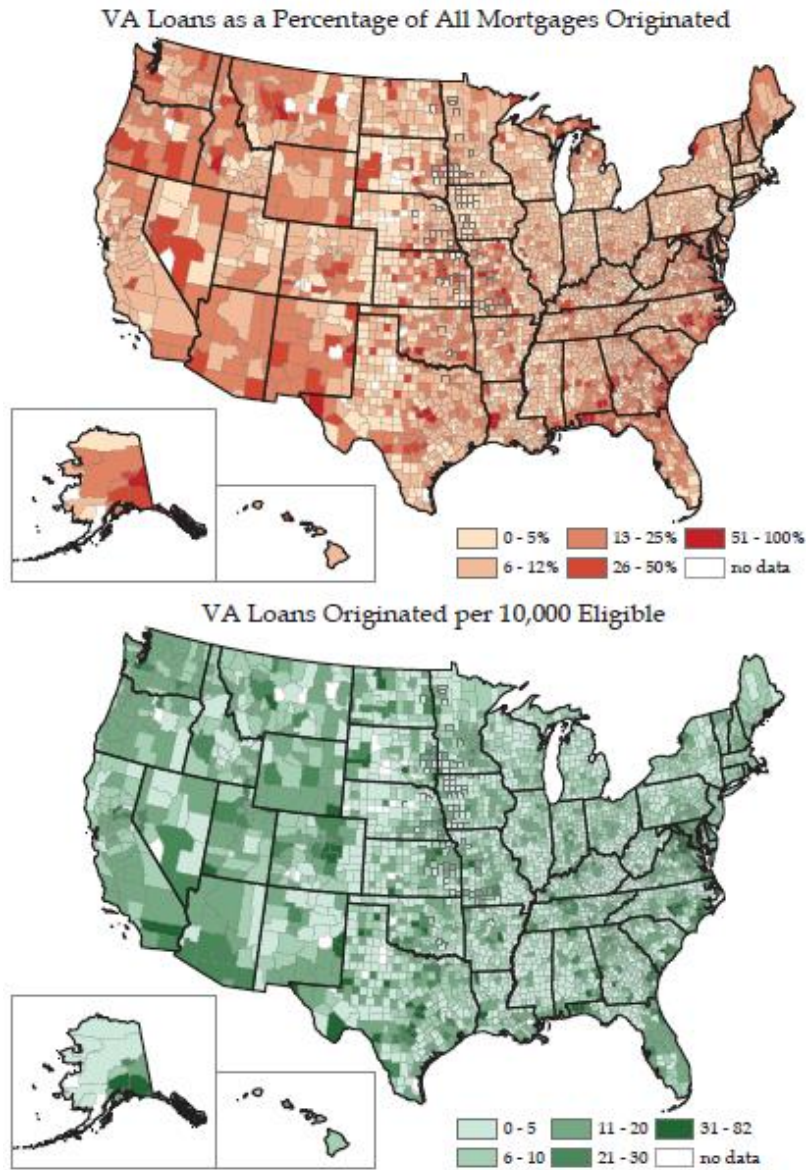 VA Loans as a Percentage of All Mortgages Originated
0 - 5% 13 - 25% 51 - 100%
6 - 12% 26 - 50% no data
VA Loans Originated per 10,000 Eligible
0 - 5 11 - 20 31 - 82
6 - 10 21 - 30 no data